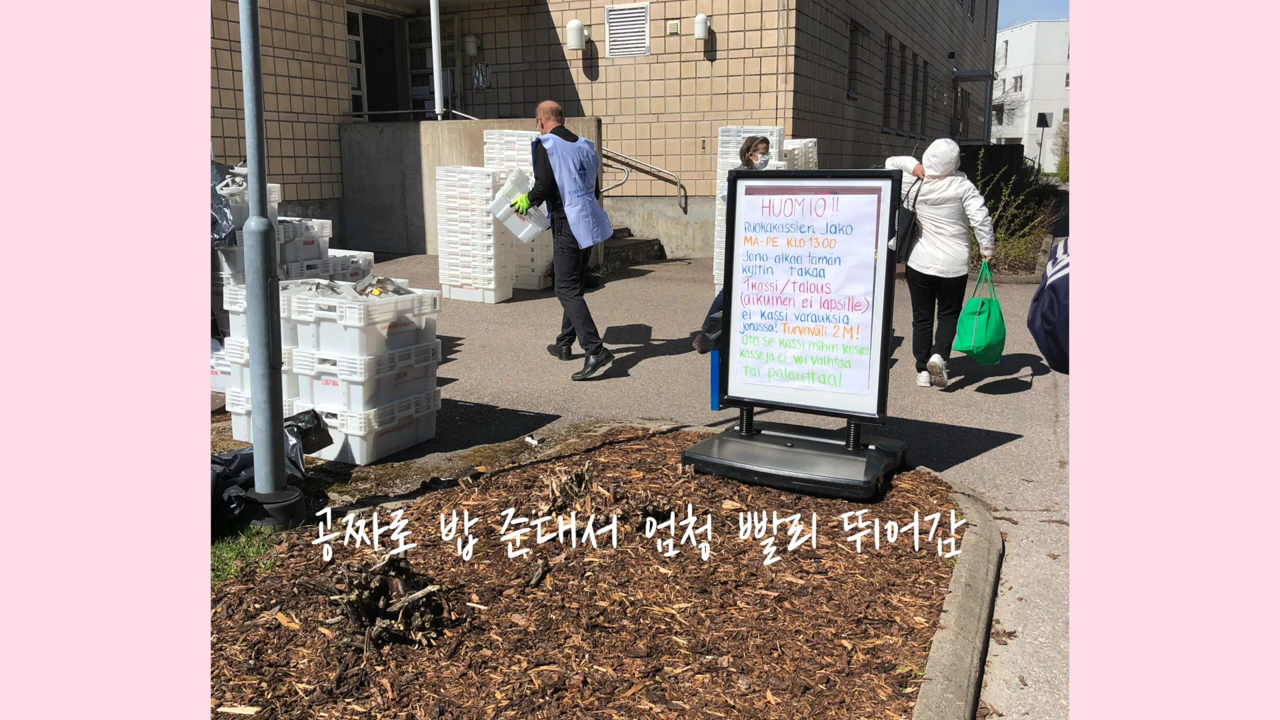 HUOMIO!!
Ruokakassien Jako
MA-PE KLO 13:00
Jono alkaa tämän
kyltin takaa
1kassi/talous
(aikuinen ei lapsille)
ei kassi varauksia
jonossa! Turvaväli 2M!
Ota se kassi mihin kosket
kasseja ei voi vaihtaa
tai palauttaa!
공짜로 밥 준대서 엄청 빨리 뛰어감